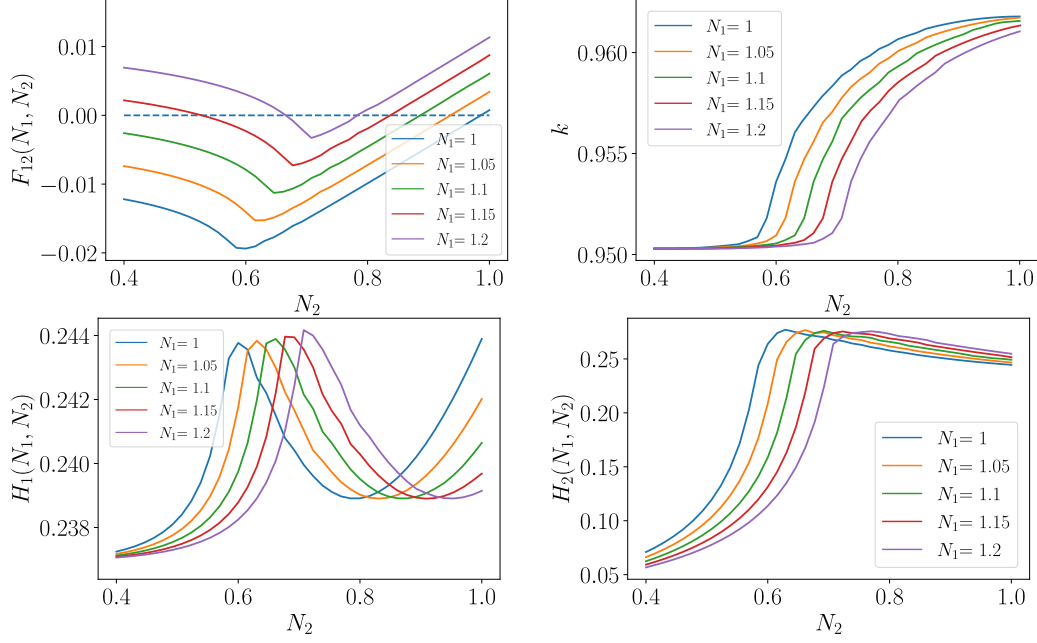 0.01
0.00
−0.01
−0.02
F₁₂(N₁, N₂)
0.4
0.6
0.8
1.0
N₂
N₁= 1
N₁= 1.05
N₁= 1.1
N₁= 1.15
N₁= 1.2
0.960
0.955
0.950
k
0.4
0.6
0.8
1.0
N₂
N₁= 1
N₁= 1.05
N₁= 1.1
N₁= 1.15
N₁= 1.2
0.244
0.242
0.240
0.238
H₁(N₁, N₂)
0.4
0.6
0.8
1.0
N₂
N₁= 1
N₁= 1.05
N₁= 1.1
N₁= 1.15
N₁= 1.2
0.25
0.20
0.15
0.10
0.05
H₂(N₁, N₂)
0.4
0.6
0.8
1.0
N₂
N₁= 1
N₁= 1.05
N₁= 1.1
N₁= 1.15
N₁= 1.2